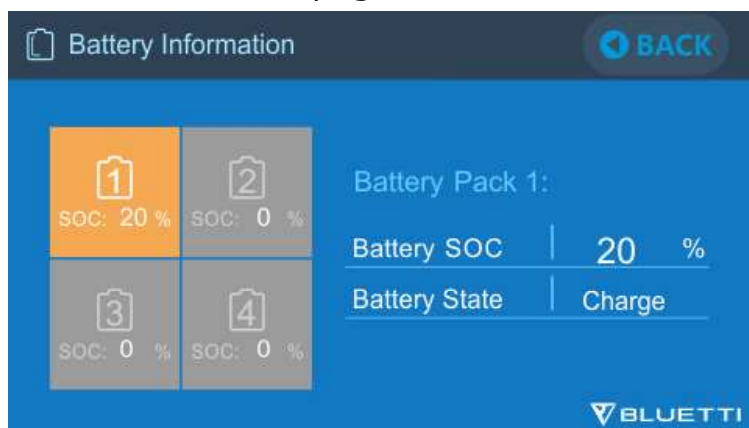 Battery Information
BACK
1
SOC: 20 %
2
SOC: 0 %
3
SOC: 0 %
4
SOC: 0 %
Battery Pack 1:
Battery SOC 20 %
Battery State Charge
BLUETTI